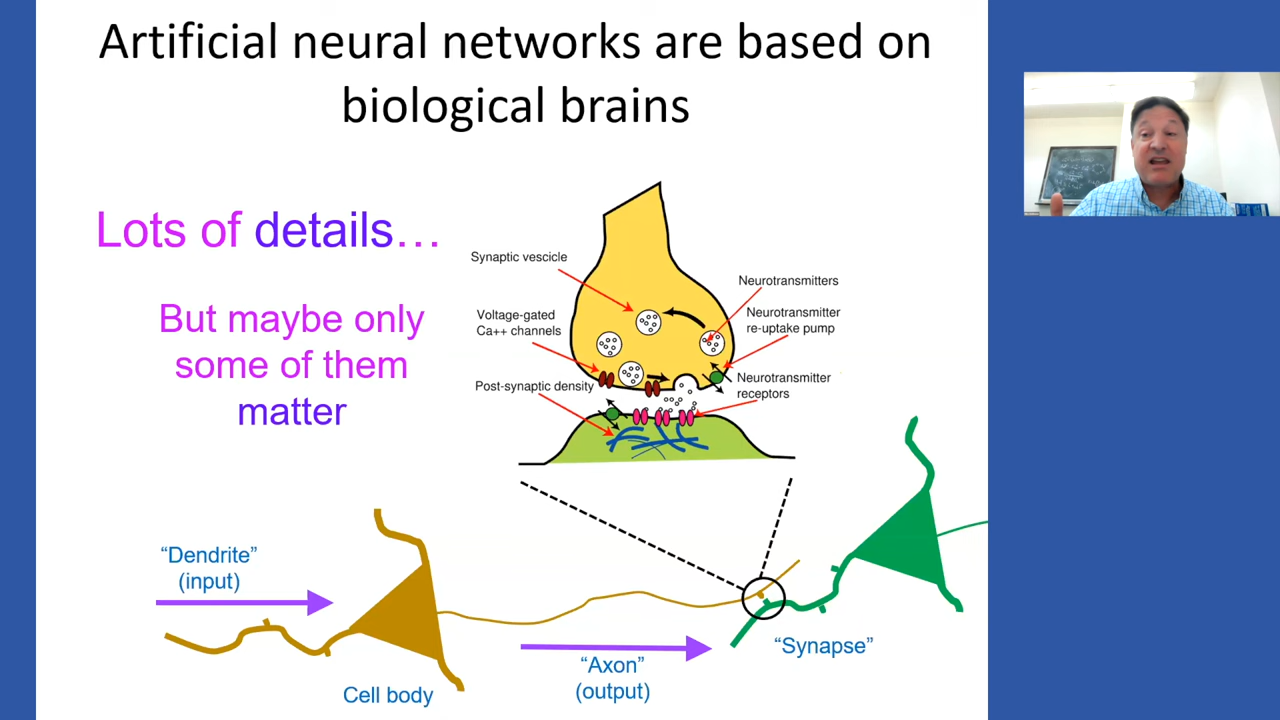 Artificial neural networks are based on
biological brains
Lots of details…
But maybe only
some of them
matter
Synaptic vescicle
Voltage-gated
Ca++ channels
Post-synaptic density
Neurotransmitters
Neurotransmitter
re-uptake pump
Neurotransmitter
receptors
“Dendrite”
(input)
Cell body
“Axon”
(output)
“Synapse”